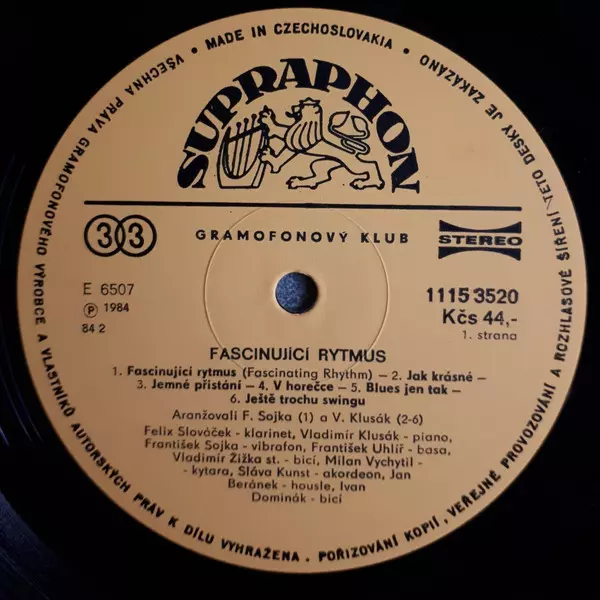 MADE IN CZECHOSLOVAKIA •
VŠECHNA PRÁVA GRAMOFONOVÉHO VÝROBCE A VLASTNÍKŮ AUTORSKÝCH PRÁV K DÍLU VYHRAŽENA. POŘIZOVÁNÍ KOPIÍ, VEŘEJNÉ PROVOZOVÁNÍ A ROZHLASOVÉ ŠÍŘENÍ TÉTO DESKY JE ZAKÁZÁNO
SUPRAPHON
33
GRAMOFONOVÝ KLUB
STEREO
E 6507
Ⓟ 1984
84 2
1115 3520
Kčs 44,-
1. strana
FASCINUJÍCÍ RYTMUS
1. Fascinující rytmus (Fascinating Rhythm) – 2. Jak krásné –
3. Jemné přistání – 4. V horečce – 5. Blues jen tak –
6. Ještě trochu swingu
Aranžovali F. Sojka (1) a V. Klusák (2-6)
Felix Slováček - klarinet, Vladimír Klusák - piano,
František Sojka - vibrafon, František Uhlíř - basa,
Vladimír Žižka st. - bicí, Milan Vychytil -
kytara, Sláva Kunst - akordeon, Jan
Beránek - housle, Ivan
Dominák - bicí